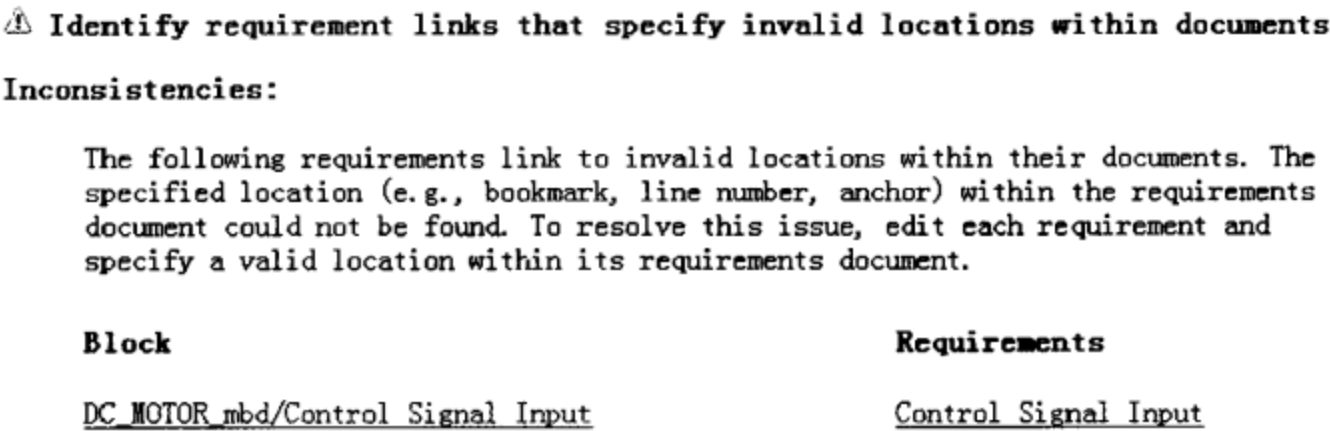 ⚠ Identify requirement links that specify invalid locations within documents
Inconsistencies:
The following requirements link to invalid locations within their documents. The
specified location (e.g., bookmark, line number, anchor) within the requirements
document could not be found. To resolve this issue, edit each requirement and
specify a valid location within its requirements document.
Block Requirements
DC_MOTOR_mbd/Control Signal Input Control Signal Input